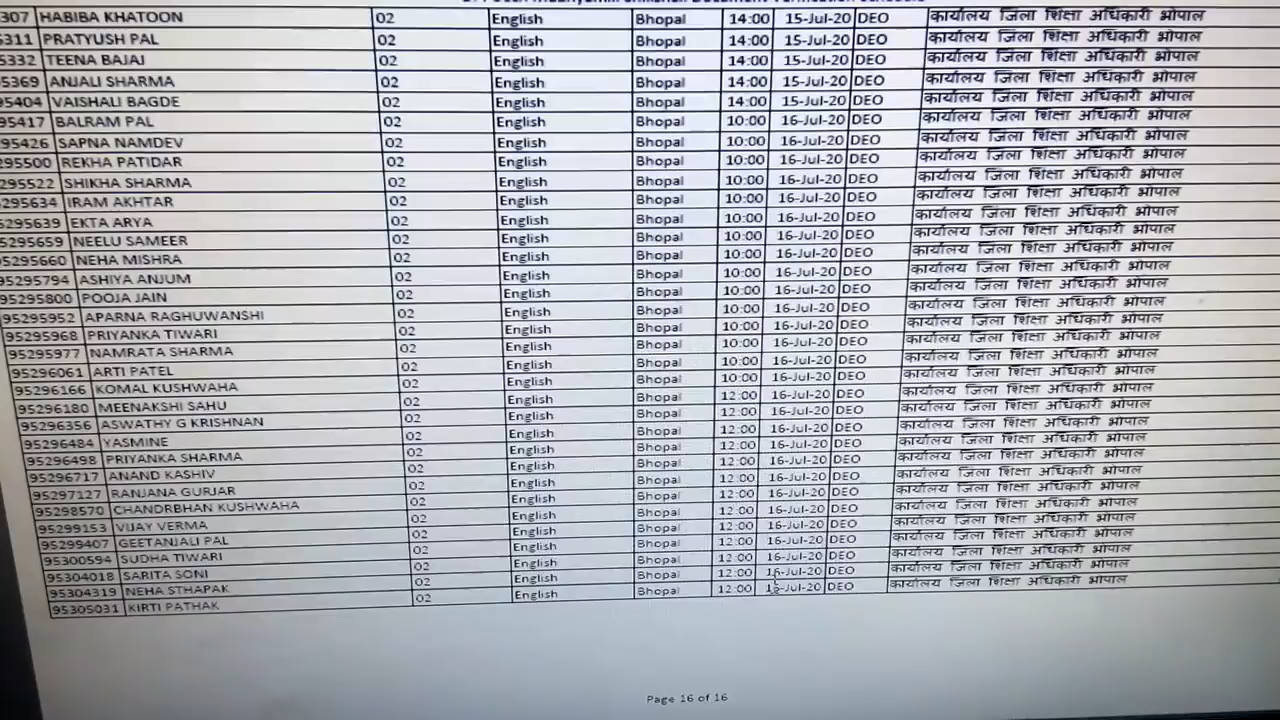 307 HABIBA KHATOON 02 English Bhopal 14:00 15-Jul-20 DEO कार्यालय जिला शिक्षा अधिकारी भोपाल
5311 PRATYUSH PAL 02 English Bhopal 14:00 15-Jul-20 DEO कार्यालय जिला शिक्षा अधिकारी भोपाल
5332 TEENA BAJAJ 02 English Bhopal 14:00 15-Jul-20 DEO कार्यालय जिला शिक्षा अधिकारी भोपाल
5369 ANJALI SHARMA 02 English Bhopal 14:00 15-Jul-20 DEO कार्यालय जिला शिक्षा अधिकारी भोपाल
95404 VAISHALI BAGDE 02 English Bhopal 14:00 15-Jul-20 DEO कार्यालय जिला शिक्षा अधिकारी भोपाल
95417 BALRAM PAL 02 English Bhopal 10:00 16-Jul-20 DEO कार्यालय जिला शिक्षा अधिकारी भोपाल
95426 SAPNA NAMDEV 02 English Bhopal 10:00 16-Jul-20 DEO कार्यालय जिला शिक्षा अधिकारी भोपाल
295500 REKHA PATIDAR 02 English Bhopal 10:00 16-Jul-20 DEO कार्यालय जिला शिक्षा अधिकारी भोपाल
295522 SHIKHA SHARMA 02 English Bhopal 10:00 16-Jul-20 DEO कार्यालय जिला शिक्षा अधिकारी भोपाल
5295634 IRAM AKHTAR 02 English Bhopal 10:00 16-Jul-20 DEO कार्यालय जिला शिक्षा अधिकारी भोपाल
5295639 EKTA ARYA 02 English Bhopal 10:00 16-Jul-20 DEO कार्यालय जिला शिक्षा अधिकारी भोपाल
5295659 NEELU SAMEER 02 English Bhopal 10:00 16-Jul-20 DEO कार्यालय जिला शिक्षा अधिकारी भोपाल
95295660 NEHA MISHRA 02 English Bhopal 10:00 16-Jul-20 DEO कार्यालय जिला शिक्षा अधिकारी भोपाल
95295794 ASHIYA ANJUM 02 English Bhopal 10:00 16-Jul-20 DEO कार्यालय जिला शिक्षा अधिकारी भोपाल
95295800 POOJA JAIN 02 English Bhopal 10:00 16-Jul-20 DEO कार्यालय जिला शिक्षा अधिकारी भोपाल
95295952 APARNA RAGHUWANSHI 02 English Bhopal 10:00 16-Jul-20 DEO कार्यालय जिला शिक्षा अधिकारी भोपाल
95295968 PRIYANKA TIWARI 02 English Bhopal 10:00 16-Jul-20 DEO कार्यालय जिला शिक्षा अधिकारी भोपाल
95295977 NAMRATA SHARMA 02 English Bhopal 10:00 16-Jul-20 DEO कार्यालय जिला शिक्षा अधिकारी भोपाल
95296061 ARTI PATEL 02 English Bhopal 10:00 16-Jul-20 DEO कार्यालय जिला शिक्षा अधिकारी भोपाल
95296166 KOMAL KUSHWAHA 02 English Bhopal 10:00 16-Jul-20 DEO कार्यालय जिला शिक्षा अधिकारी भोपाल
95296180 MEENAKSHI SAHU 02 English Bhopal 12:00 16-Jul-20 DEO कार्यालय जिला शिक्षा अधिकारी भोपाल
95296356 ASWATHY G KRISHNAN 02 English Bhopal 12:00 16-Jul-20 DEO कार्यालय जिला शिक्षा अधिकारी भोपाल
95296484 YASMINE 02 English Bhopal 12:00 16-Jul-20 DEO कार्यालय जिला शिक्षा अधिकारी भोपाल
95296498 PRIYANKA SHARMA 02 English Bhopal 12:00 16-Jul-20 DEO कार्यालय जिला शिक्षा अधिकारी भोपाल
95296717 ANAND KASHIV 02 English Bhopal 12:00 16-Jul-20 DEO कार्यालय जिला शिक्षा अधिकारी भोपाल
95297127 RANJANA GURJAR 02 English Bhopal 12:00 16-Jul-20 DEO कार्यालय जिला शिक्षा अधिकारी भोपाल
95298570 CHANDRBHAN KUSHWAHA 02 English Bhopal 12:00 16-Jul-20 DEO कार्यालय जिला शिक्षा अधिकारी भोपाल
95299153 VIJAY VERMA 02 English Bhopal 12:00 16-Jul-20 DEO कार्यालय जिला शिक्षा अधिकारी भोपाल
95299407 GEETANJALI PAL 02 English Bhopal 12:00 16-Jul-20 DEO कार्यालय जिला शिक्षा अधिकारी भोपाल
95300594 SUDHA TIWARI 02 English Bhopal 12:00 16-Jul-20 DEO कार्यालय जिला शिक्षा अधिकारी भोपाल
95304018 SARITA SONI 02 English Bhopal 12:00 16-Jul-20 DEO कार्यालय जिला शिक्षा अधिकारी भोपाल
95304319 NEHA STHAPAK 02 English Bhopal 12:00 16-Jul-20 DEO कार्यालय जिला शिक्षा अधिकारी भोपाल
95305031 KIRTI PATHAK 02 English Bhopal 12:00 16-Jul-20 DEO कार्यालय जिला शिक्षा अधिकारी भोपाल
Page 16 of 16